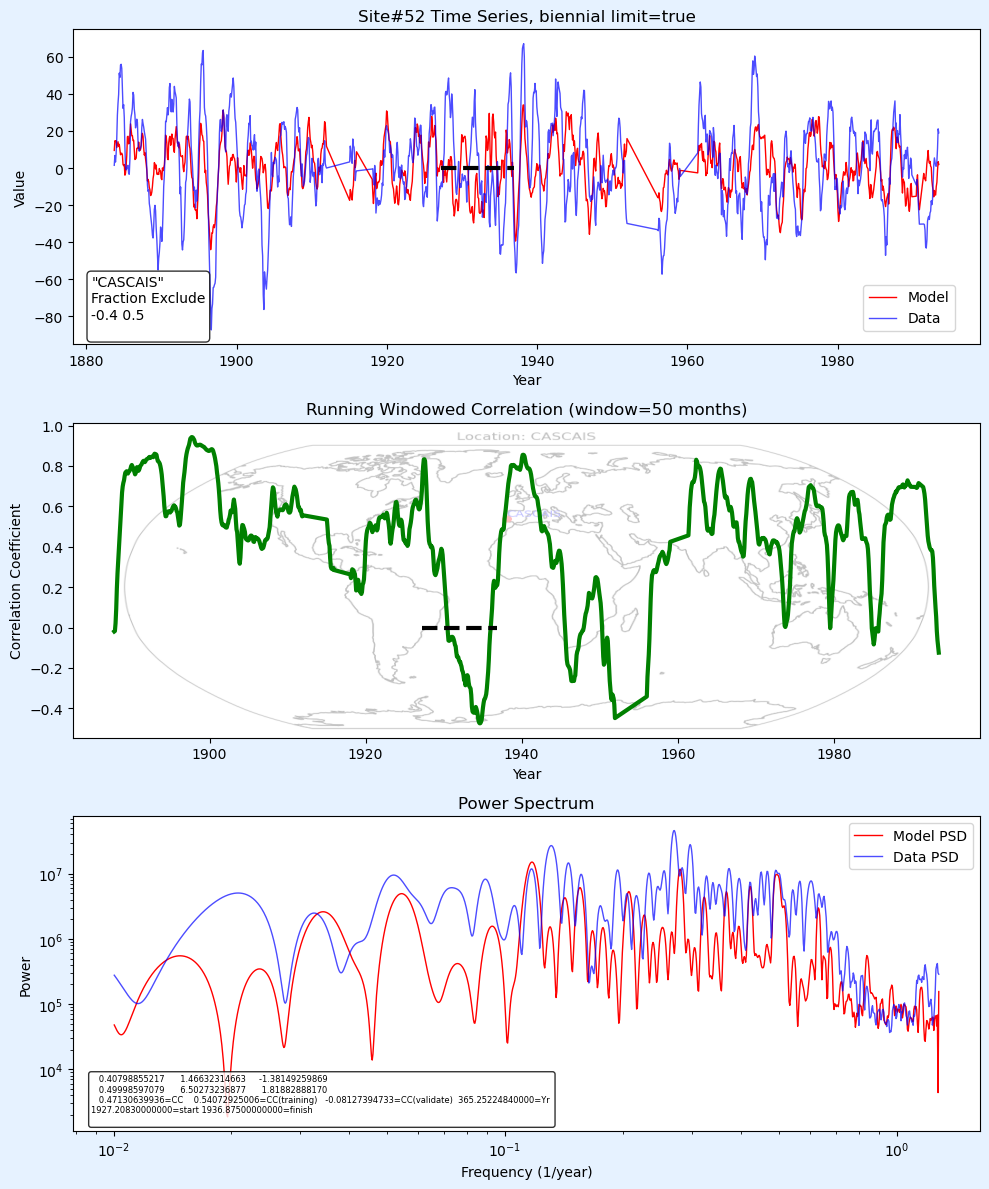 Site#52 Time Series, biennial limit=true
60
40
20
0
−20
−40
−60
−80
Value
"CASCAIS"
Fraction Exclude
-0.4 0.5
Model
Data
1880
1900
1920
1940
1960
1980
Year
Running Windowed Correlation (window=50 months)
Location: CASCAIS
1.0
0.8
0.6
0.4
0.2
0.0
−0.2
−0.4
Correlation Coefficient
CASCAIS
1900
1920
1940
1960
1980
Year
Power Spectrum
Model PSD
Data PSD
10⁷
10⁶
10⁵
10⁴
Power
0.40798855217 1.46632314663 -1.38149259869
0.49998597079 6.50273236877 1.81882888170
0.47130639936=CC 0.54072925006=CC(training) -0.08127394733=CC(validate) 365.25224840000=Yr
1927.20830000000=start 1936.87500000000=finish
10⁻²
10⁻¹
10⁰
Frequency (1/year)